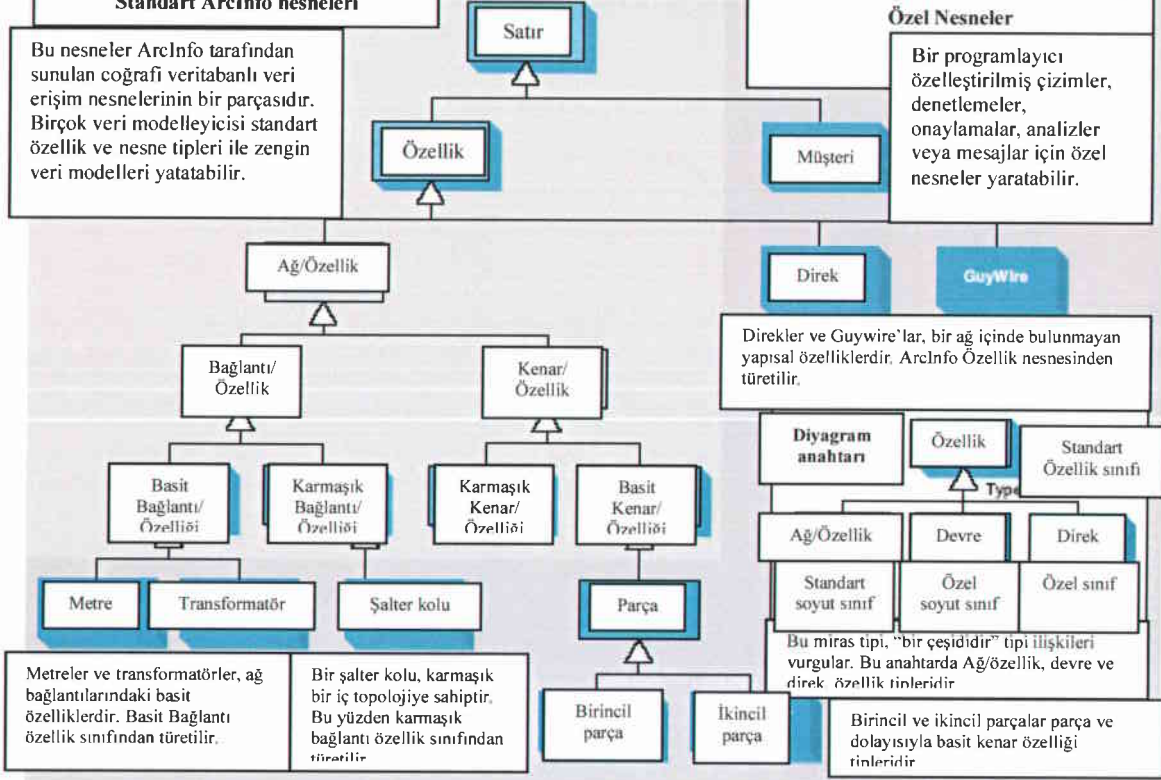 Standart ArcInfo nesneleri
Bu nesneler ArcInfo tarafından
sunulan coğrafi veritabanlı veri
erişim nesnelerinin bir parçasıdır.
Birçok veri modelleyicisi standart
özellik ve nesne tipleri ile zengin
veri modelleri yatatabilir.
Satır
Özel Nesneler
Bir programlayıcı
özelleştirilmiş çizimler,
denetlemeler,
onaylamalar, analizler
veya mesajlar için özel
nesneler yaratabilir.
Özellik
Müşteri
Ağ/Özellik
Direk
GuyWire
Direkler ve Guywire`lar, bir ağ içinde bulunmayan
yapısal özelliklerdir. ArcInfo Özellik nesnesinden
türetilir.
Bağlantı/
Özellik
Kenar/
Özellik
Basit
Bağlantı/
Özelliği
Karmaşık
Bağlantı/
Özelliği
Karmaşık
Kenar/
Özelliği
Basit
Kenar/
Özelliği
Diyagram
anahtarı
Özellik
Standart
Özellik sınıfı
Type
Ağ/Özellik
Devre
Direk
Standart
soyut sınıf
Özel
soyut sınıf
Özel sınıf
Bu miras tipi, “bir çeşididir” tipi ilişkileri
vurgular. Bu anahtarda Ağ/özellik, devre ve
direk, özellik tipleridir
Metre
Transformatör
Şalter kolu
Parça
Metreler ve transformatörler, ağ
bağlantılarındaki basit
özelliklerdir. Basit Bağlantı
özellik sınıfından türetilir.
Bir şalter kolu, karmaşık
bir iç topolojiye sahiptir.
Bu yüzden karmaşık
bağlantı özellik sınıfından
türetilir
Birincil
parça
İkincil
parça
Birincil ve ikincil parçalar parça ve
dolayısıyla basit kenar özelliği
tipleridir